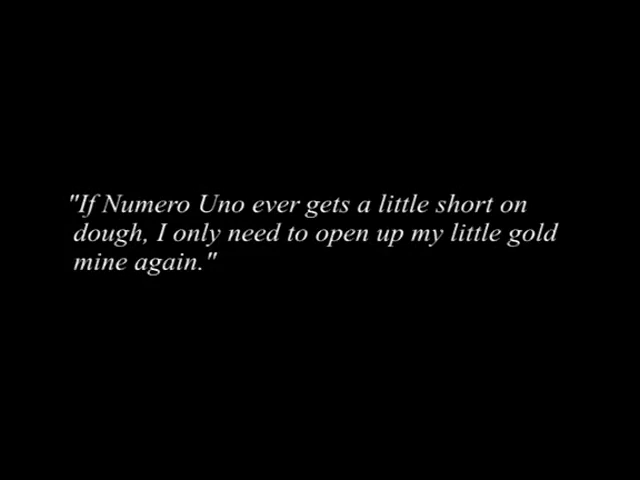 "If Numero Uno ever gets a little short on
dough, I only need to open up my little gold
mine again."